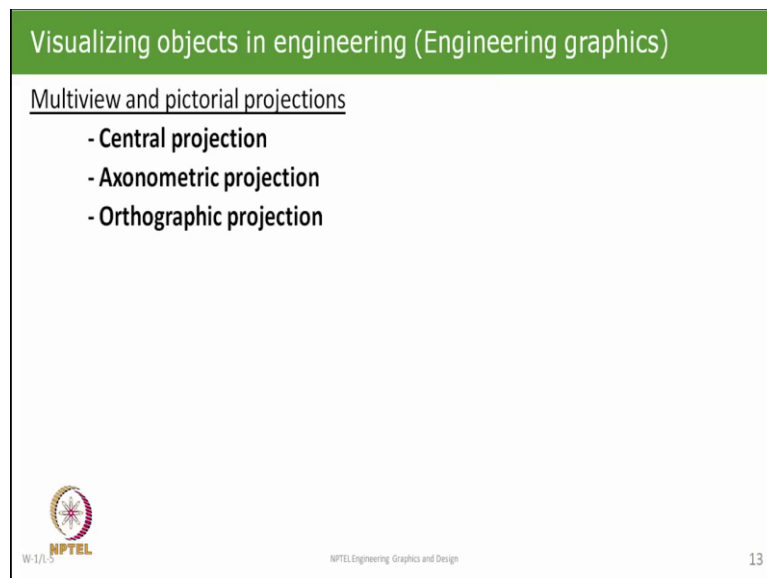 Visualizing objects in engineering (Engineering graphics)
Multiview and pictorial projections
- Central projection
- Axonometric projection
- Orthographic projection
NPTEL
W-1/L-5
NPTEL Engineering Graphics and Design
13